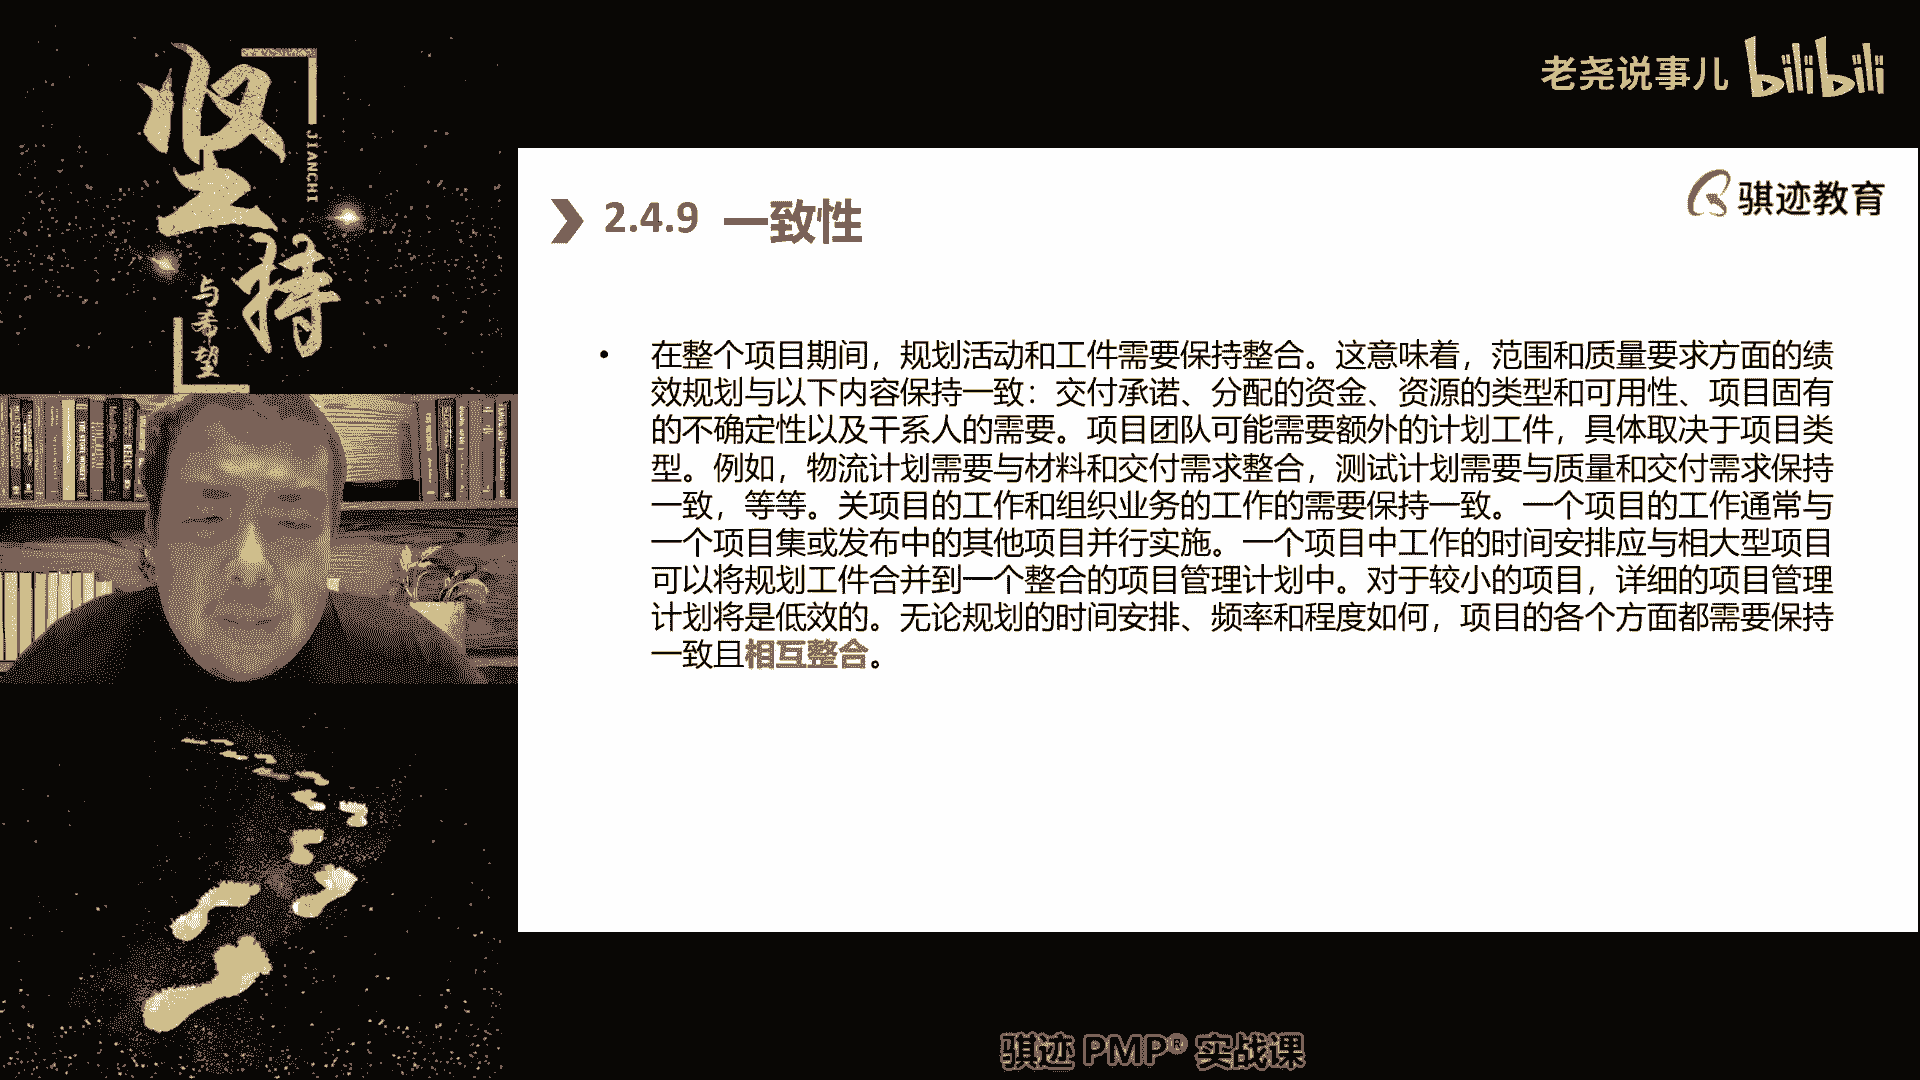 坚持
JIANCHI
与希望
老尧说事儿 bilibili
骐迹教育
2.4.9 一致性
• 在整个项目期间，规划活动和工件需要保持整合。这意味着，范围和质量要求方面的绩
效规划与以下内容保持一致：交付承诺、分配的资金、资源的类型和可用性、项目固有
的不确定性以及干系人的需要。项目团队可能需要额外的计划工件，具体取决于项目类
型。例如，物流计划需要与材料和交付需求整合，测试计划需要与质量和交付需求保持
一致，等等。关项目的工作和组织业务的工作的需要保持一致。一个项目的工作通常与
一个项目集或发布中的其他项目并行实施。一个项目中工作的时间安排应与相大型项目
可以将规划工件合并到一个整合的项目管理计划中。对于较小的项目，详细的项目管理
计划将是低效的。无论规划的时间安排、频率和程度如何，项目的各个方面都需要保持
一致且相互整合。
骐迹 PMP® 实战课